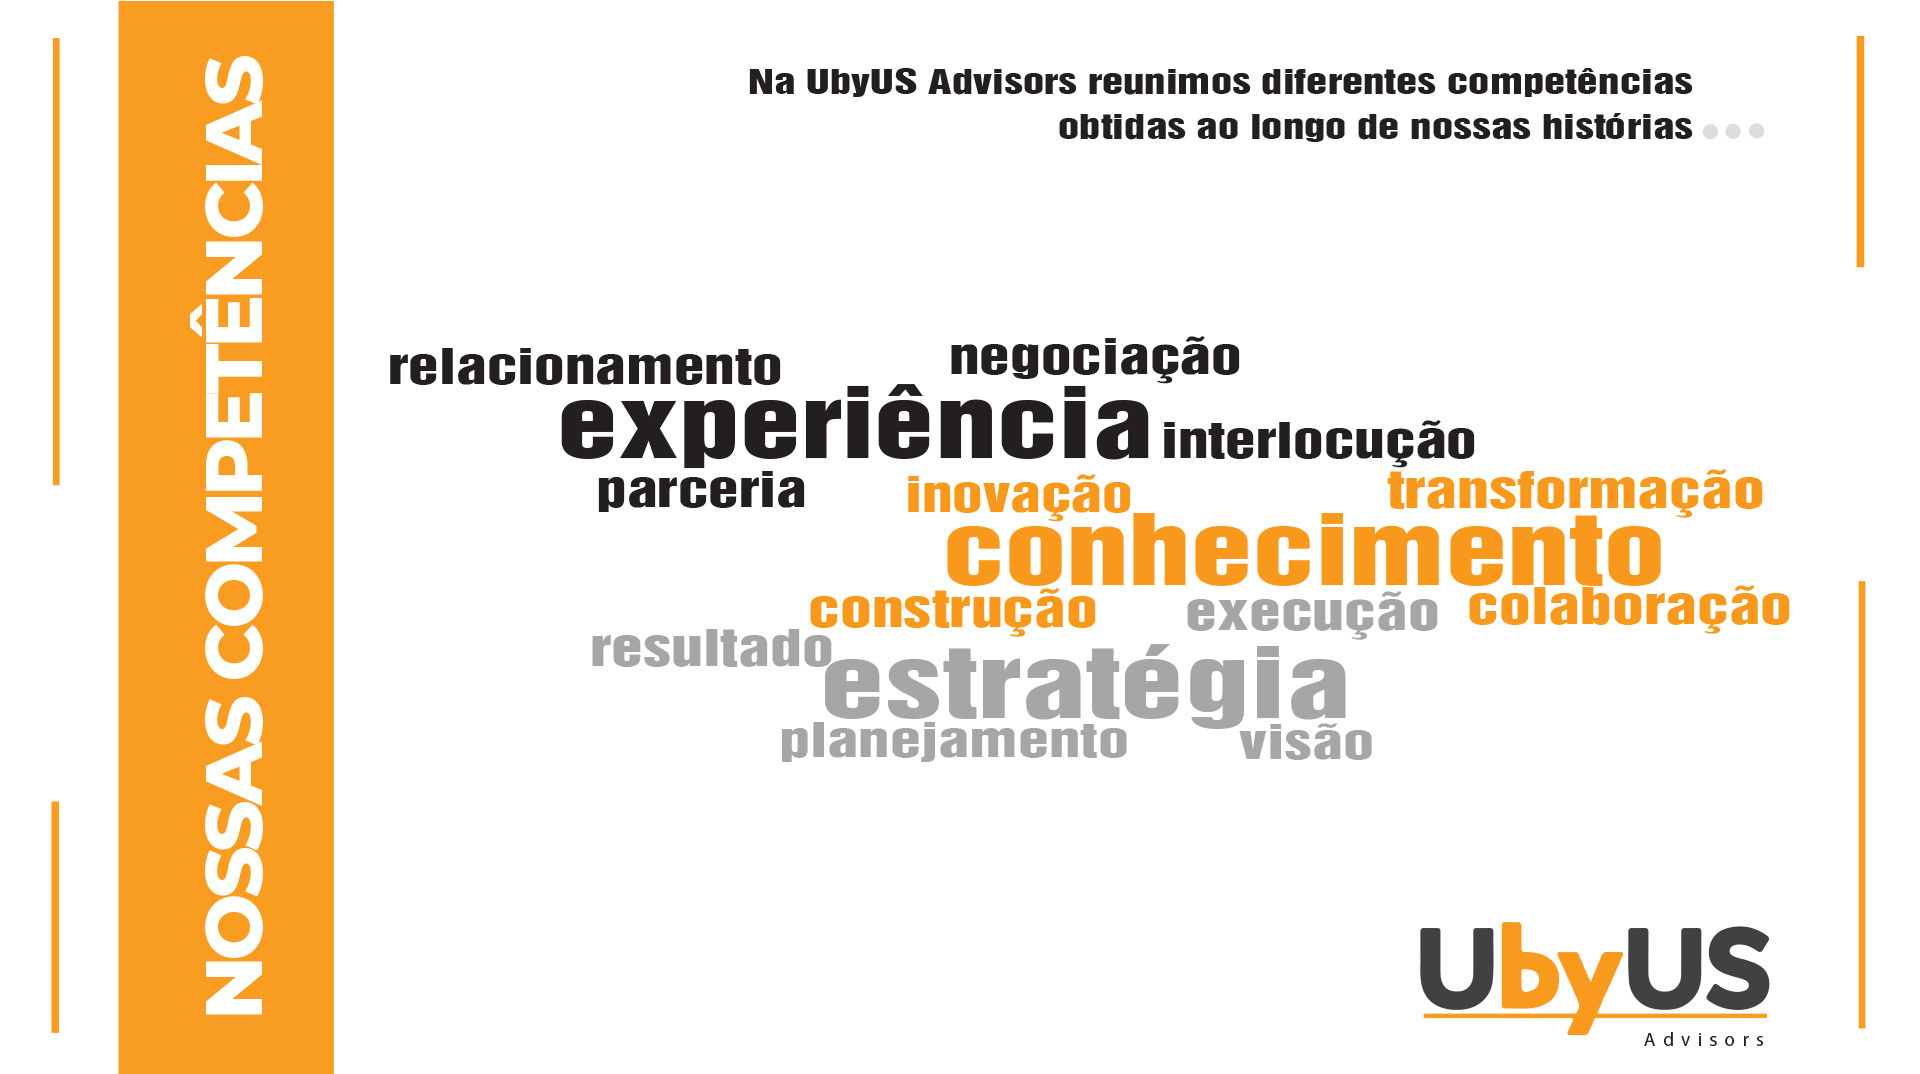 NOSSAS COMPETÊNCIAS
Na UbyUS Advisors reunimos diferentes competências
obtidas ao longo de nossas histórias
relacionamento
negociação
experiência
interlocução
parceria
inovação
transformação
conhecimento
construção
execução
colaboração
resultado
estratégia
planejamento
visão
UbyUS
Advisors